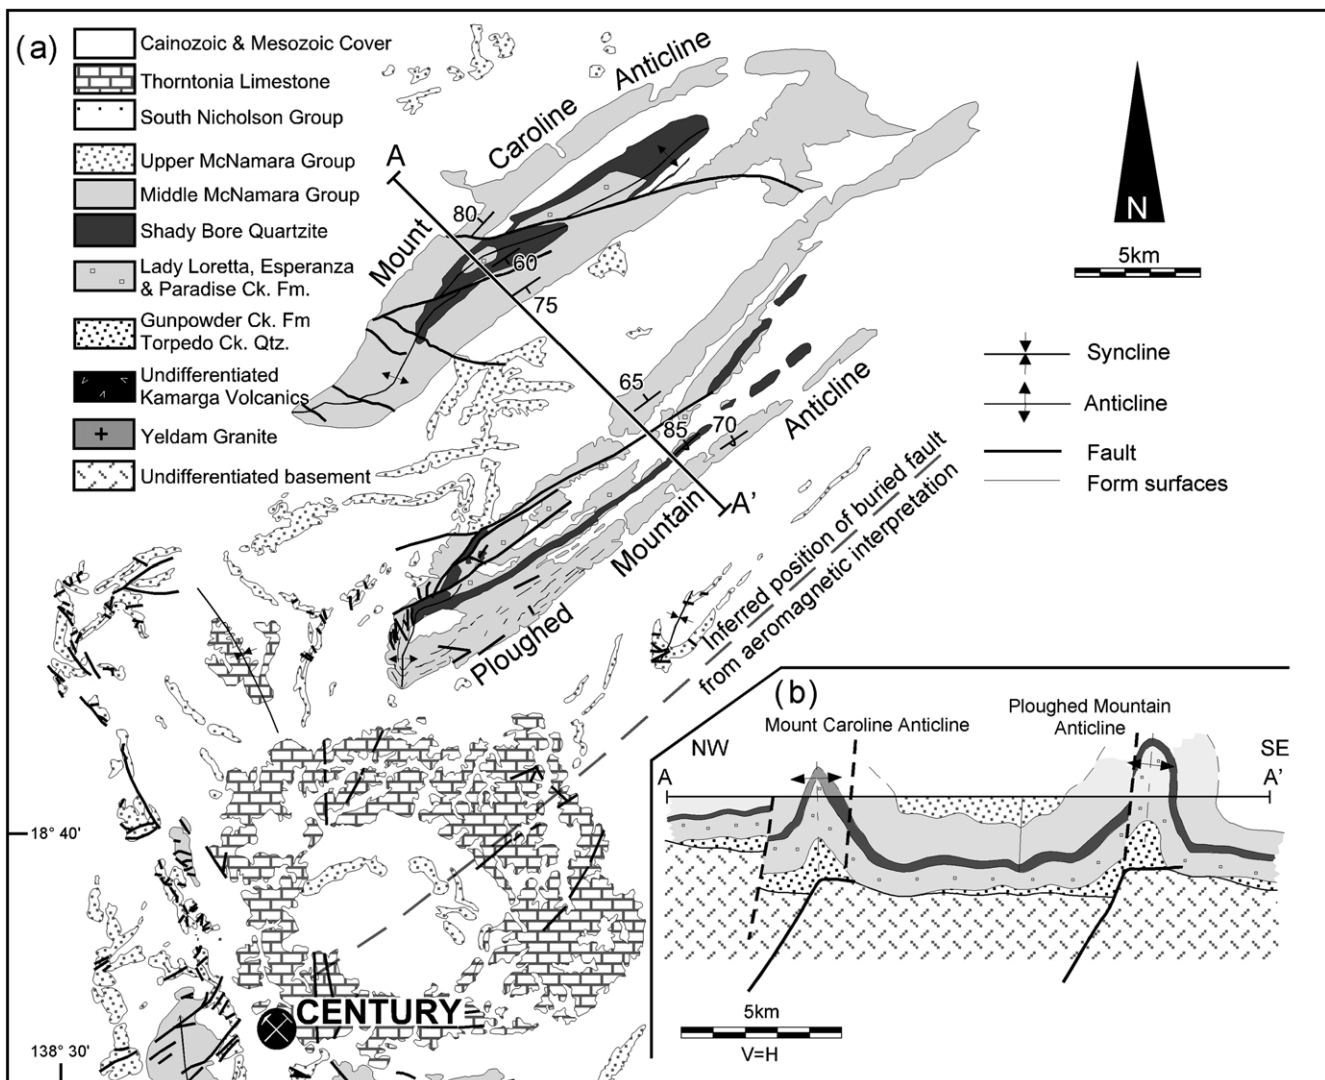 (a)
Cainozoic & Mesozoic Cover
Thorntonia Limestone
South Nicholson Group
Upper McNamara Group
Middle McNamara Group
Shady Bore Quartzite
Lady Loretta, Esperanza
& Paradise Ck. Fm.
Gunpowder Ck. Fm
Torpedo Ck. Qtz.
Undifferentiated
Kamarga Volcanics
Yeldam Granite
Undifferentiated basement
Mount Caroline Anticline
A
80
60
75
65
85
70
A'
Ploughed Mountain Anticline
N
5km
Syncline
Anticline
Fault
Form surfaces
Inferred position of buried fault
from aeromagnetic interpretation
18° 40'
138° 30'
CENTURY
(b)
Mount Caroline Anticline
Ploughed Mountain
Anticline
NW
SE
A
A'
5km
V=H